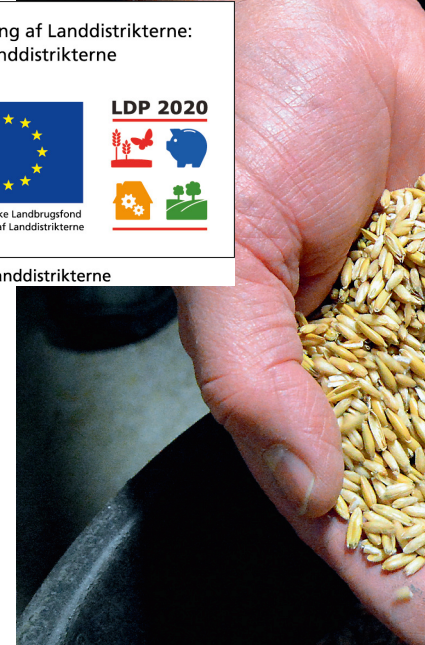 ng af Landdistrikterne:
nddistrikterne
LDP 2020
ke Landbrugsfond
af Landdistrikterne
anddistrikterne